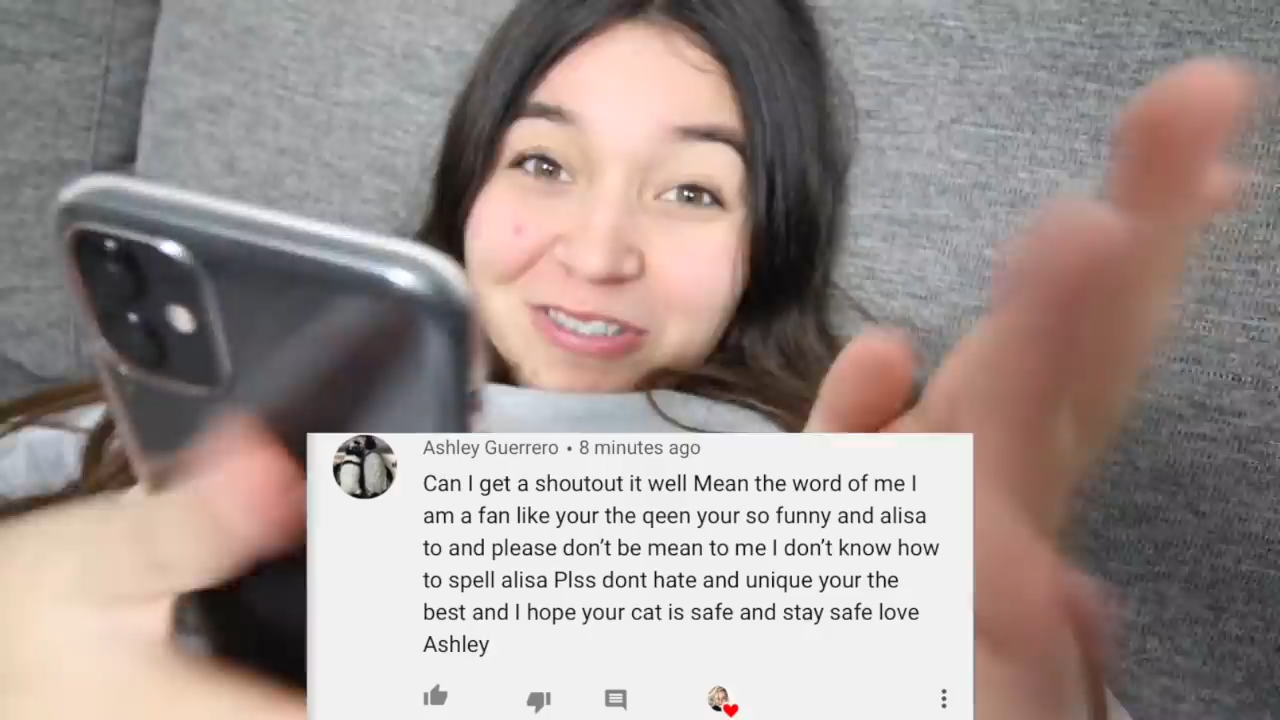 Ashley Guerrero • 8 minutes ago
Can I get a shoutout it well Mean the word of me I
am a fan like your the qeen your so funny and alisa
to and please don’t be mean to me I don’t know how
to spell alisa Plss dont hate and unique your the
best and I hope your cat is safe and stay safe love
Ashley